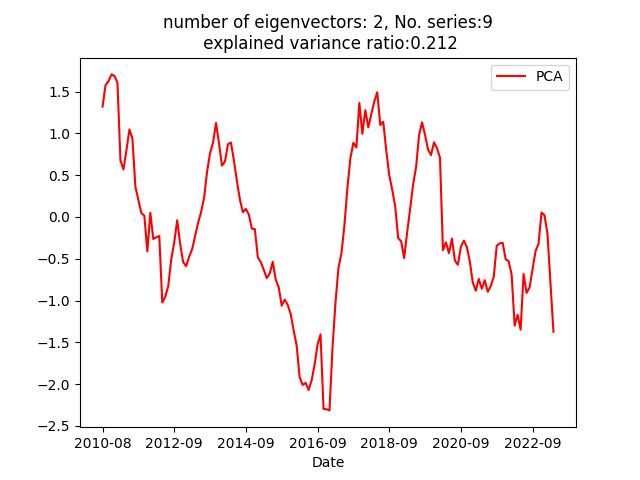 number of eigenvectors: 2, No. series:9
explained variance ratio:0.212
PCA
1.5
1.0
0.5
0.0
−0.5
−1.0
−1.5
−2.0
−2.5
2010-08 2012-09 2014-09 2016-09 2018-09 2020-09 2022-09
Date